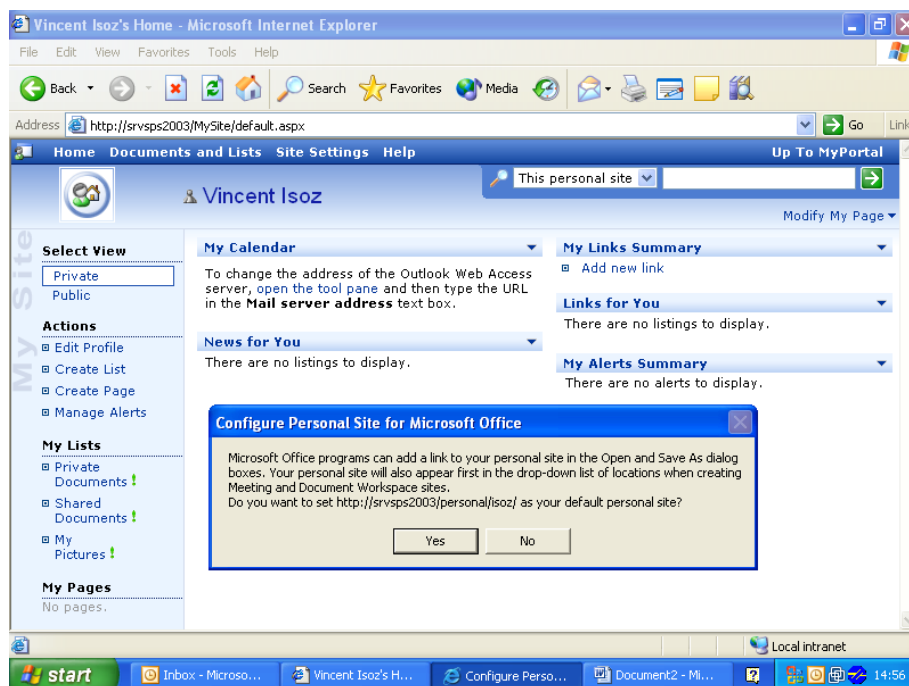 Vincent Isoz's Home - Microsoft Internet Explorer
File Edit View Favorites Tools Help
Back Search Favorites Media
Address http://srvsps2003/MySite/default.aspx Go Link
Home Documents and Lists Site Settings Help Up To MyPortal
Vincent Isoz This personal site
Modify My Page
My Site
Select View
Private
Public
Actions
Edit Profile
Create List
Create Page
Manage Alerts
My Lists
Private
Documents !
Shared
Documents !
My
Pictures !
My Pages
No pages.
My Calendar
To change the address of the Outlook Web Access
server, open the tool pane and then type the URL
in the Mail server address text box.
News for You
There are no listings to display.
My Links Summary
Add new link
Links for You
There are no listings to display.
My Alerts Summary
There are no alerts to display.
Configure Personal Site for Microsoft Office
Microsoft Office programs can add a link to your personal site in the Open and Save As dialog
boxes. Your personal site will also appear first in the drop-down list of locations when creating
Meeting and Document Workspace sites.
Do you want to set http://srvsps2003/personal/isoz/ as your default personal site?
Yes No
Local intranet
start Inbox - Microso... Vincent Isoz's H... Configure Perso... Document2 - Mi... 14:56